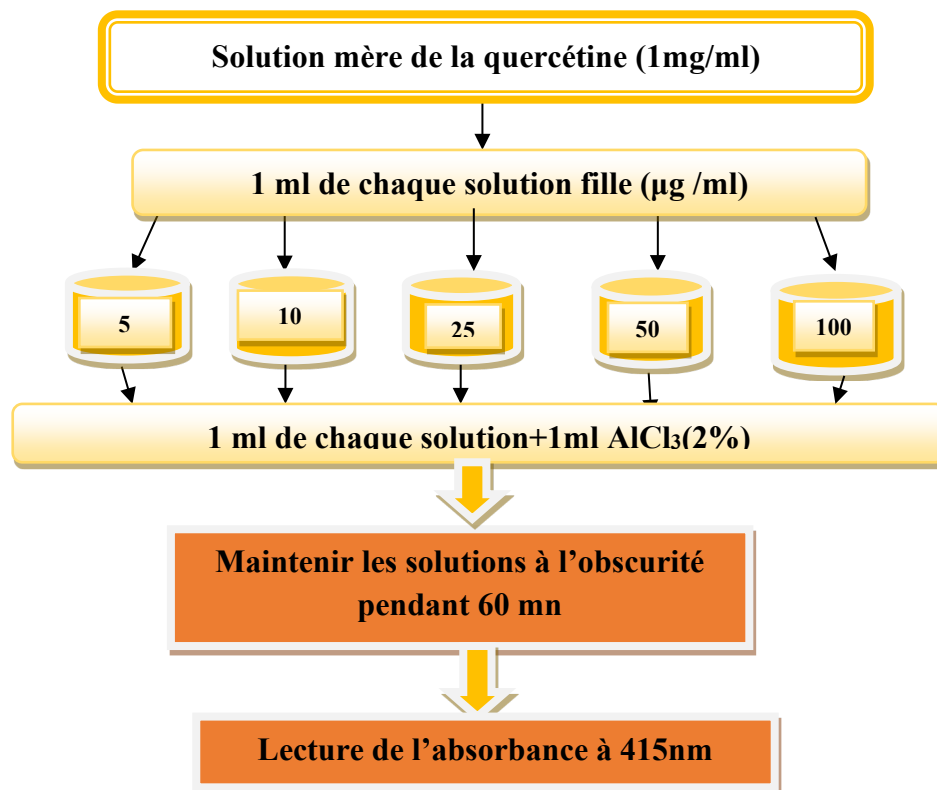 Solution mère de la quercétine (1mg/ml)
1 ml de chaque solution fille (µg /ml)
5
10
25
50
100
1 ml de chaque solution+1ml AlCl₃(2%)
Maintenir les solutions à l’obscurité
pendant 60 mn
Lecture de l’absorbance à 415nm